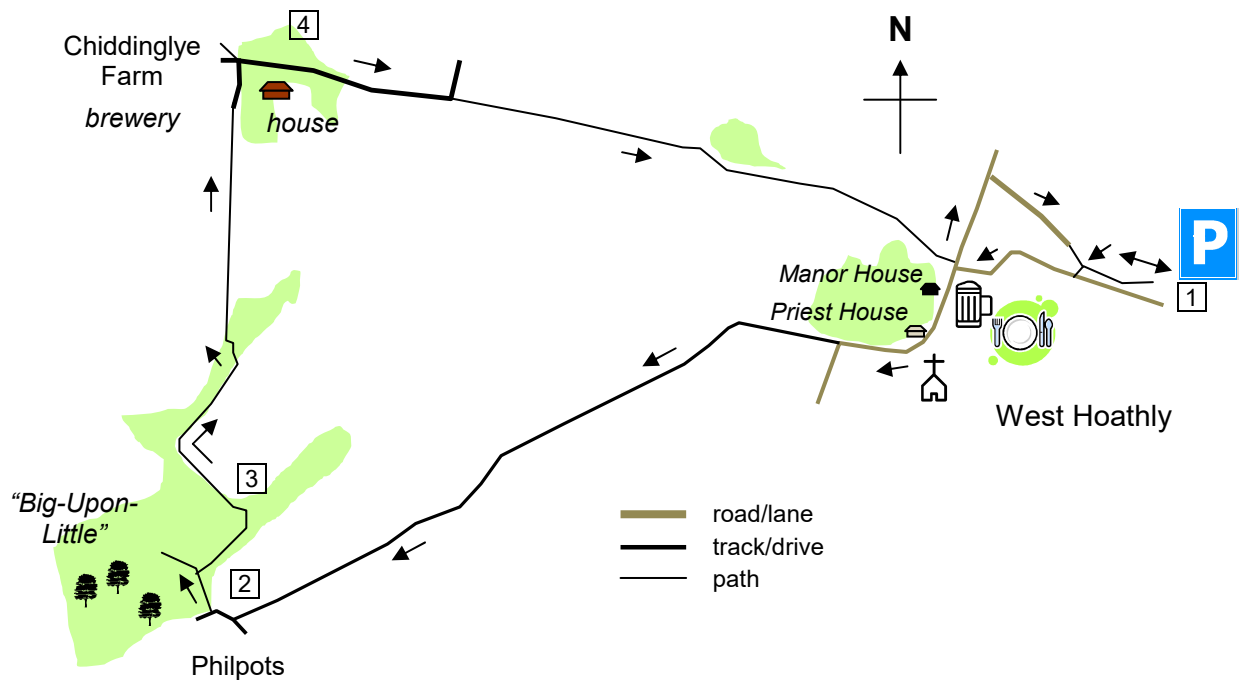 4
Chiddinglye
Farm
brewery
house
N
P
1
Manor House
Priest House
West Hoathly
3
"Big-Upon-
Little"
2
Philpots
road/lane
track/drive
path